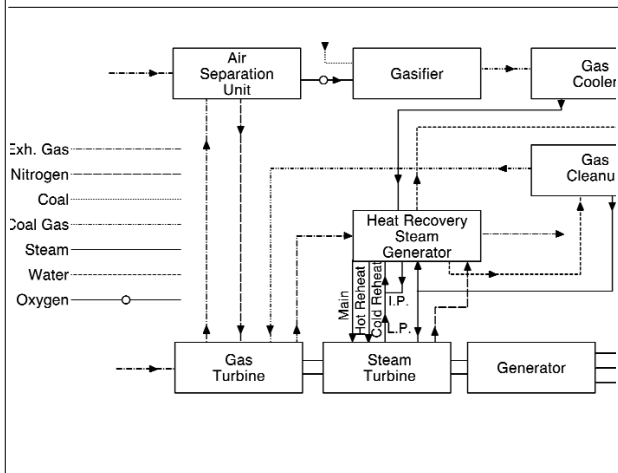 Air
Separation
Unit
Gasifier
Gas
Cooler
Exh. Gas
Nitrogen
Coal
Coal Gas
Steam
Water
Oxygen
Gas
Cleanu
Heat Recovery
Steam
Generator
Main
Hot Reheat
Cold Reheat
I.P.
L.P.
Gas
Turbine
Steam
Turbine
Generator